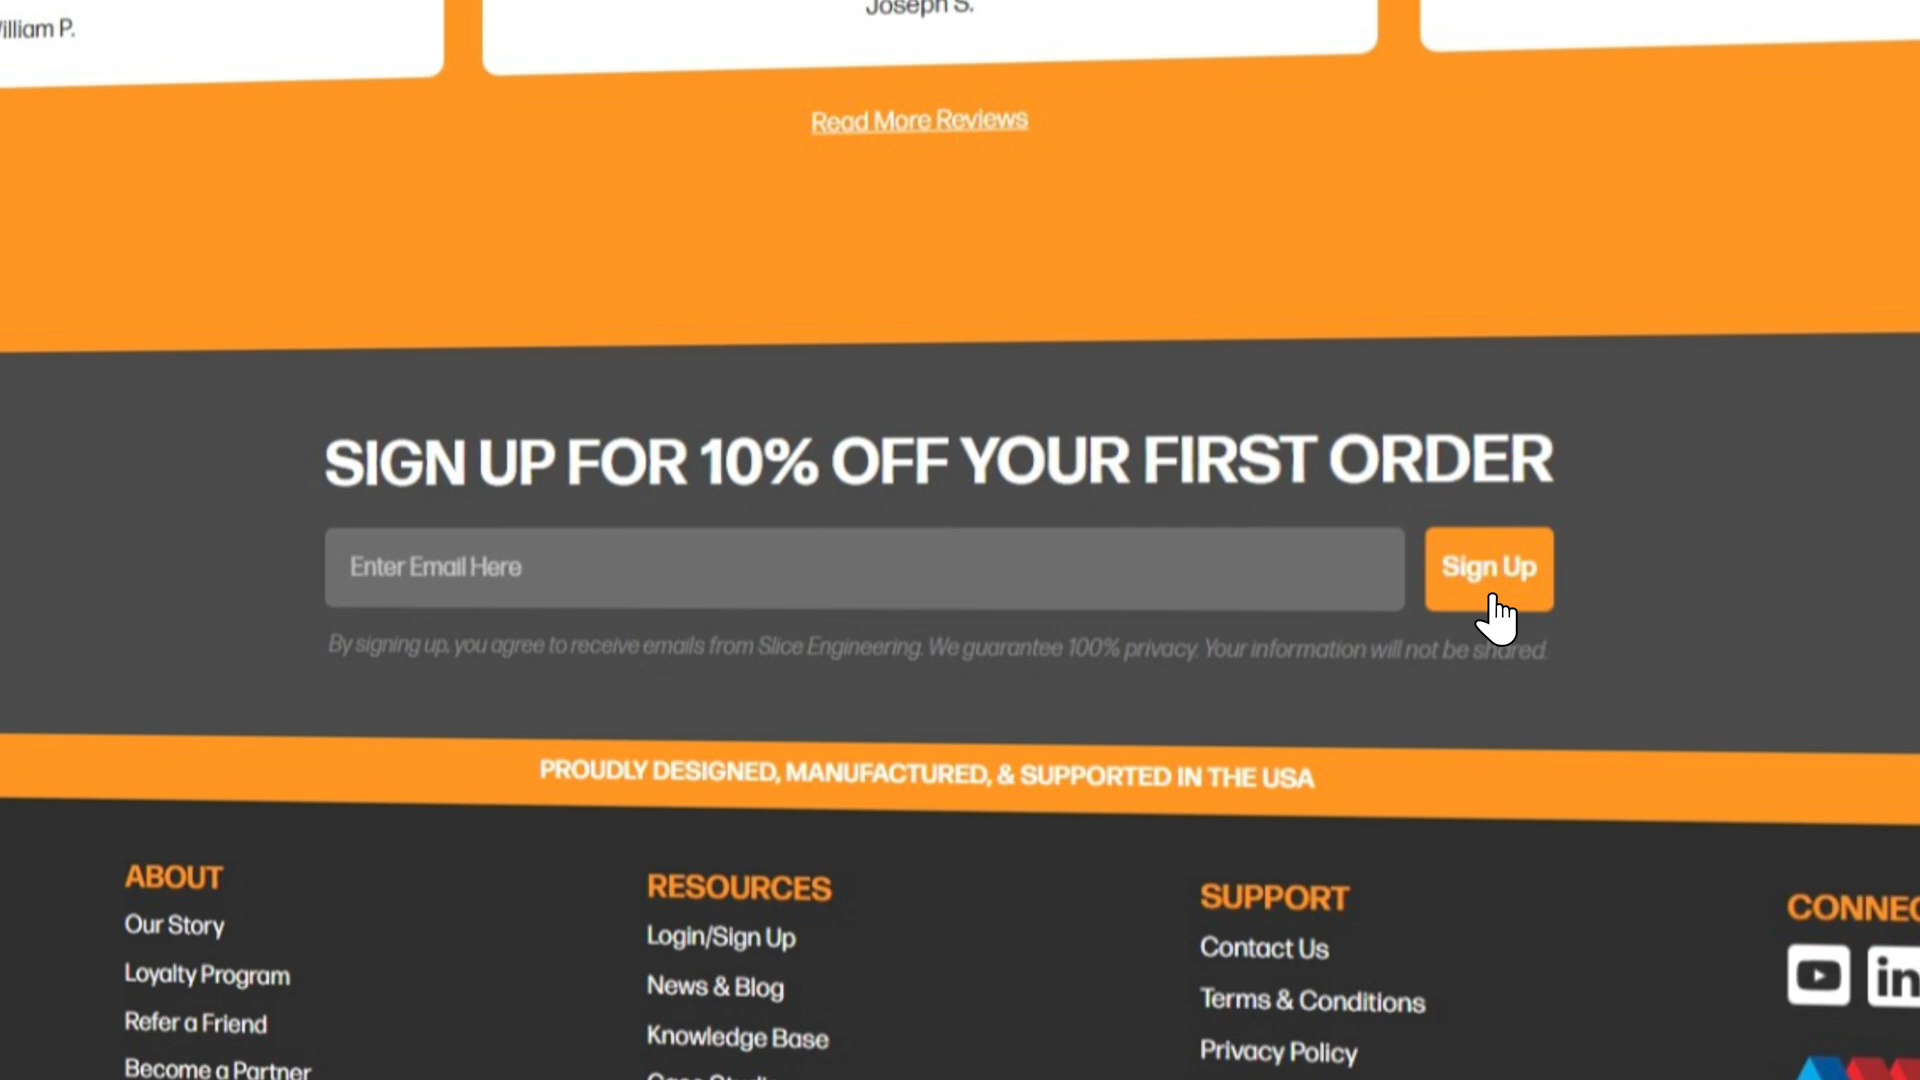 William P.
Joseph S.
Read More Reviews
SIGN UP FOR 10% OFF YOUR FIRST ORDER
Enter Email Here
Sign Up
By signing up, you agree to receive emails from Slice Engineering. We guarantee 100% privacy. Your information will not be shared.
PROUDLY DESIGNED, MANUFACTURED, & SUPPORTED IN THE USA
ABOUT
Our Story
Loyalty Program
Refer a Friend
Become a Partner
RESOURCES
Login/Sign Up
News & Blog
Knowledge Base
SUPPORT
Contact Us
Terms & Conditions
Privacy Policy
CONNEC
in